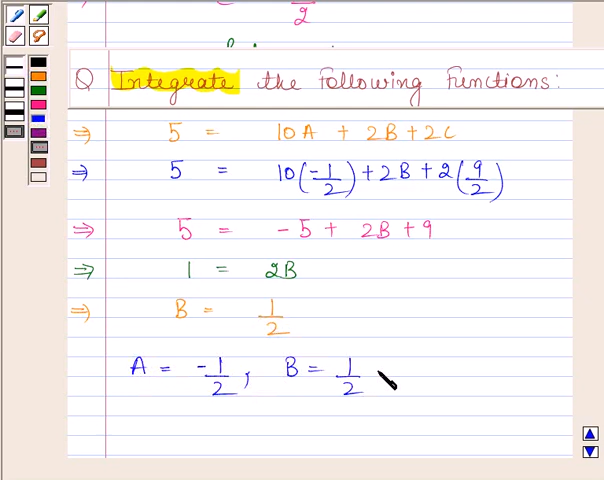 2
Q Integrate the Following Functions:
⇒ 5 = 10A + 2B + 2C
⇒ 5 = 10(-1/2) + 2B + 2(9/2)
⇒ 5 = -5 + 2B + 9
⇒ 1 = 2B
⇒ B = 1/2
A = -1/2, B = 1/2